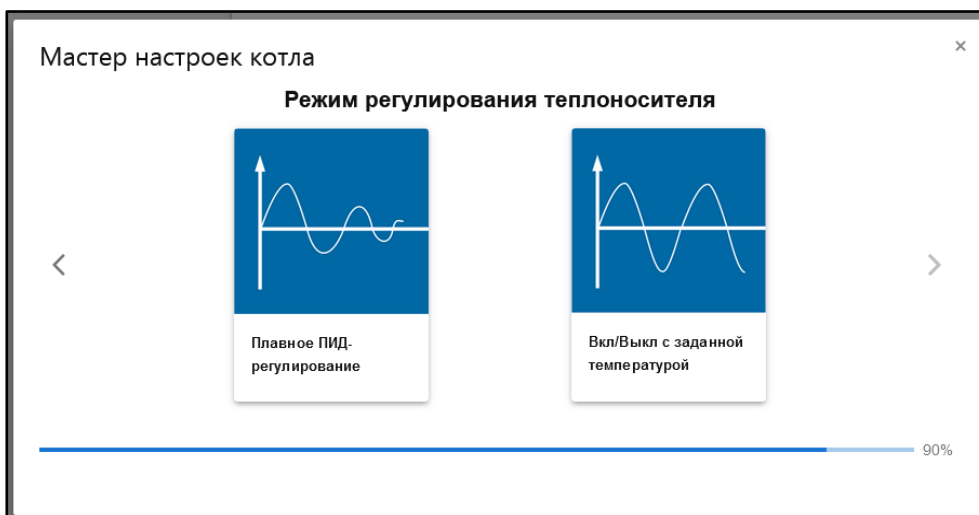 Мастер настроек котла
×
Режим регулирования теплоносителя
Плавное ПИД-
регулирование
Вкл/Выкл с заданной
температурой
90%